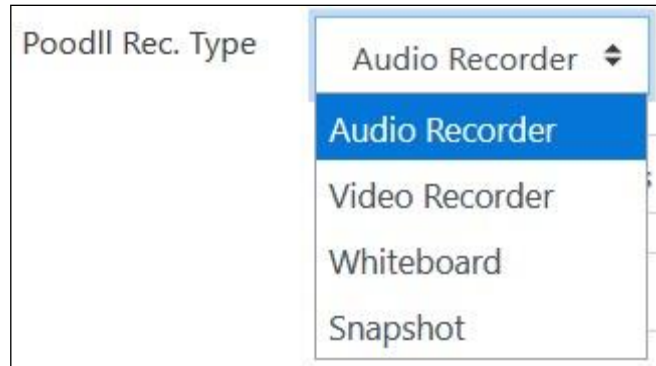 Poodll Rec. Type
Audio Recorder
Audio Recorder
Video Recorder
Whiteboard
Snapshot